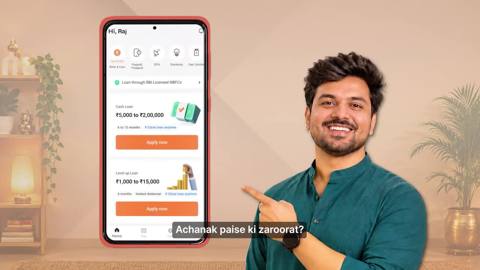 Hi, Raj
Loan through RBI Licensed NBFCs
Cash Loan
₹5,000 to ₹2,00,000
Apply now
Level up Loan
₹1,000 to ₹15,000
Apply now
Achanak paise ki zaroorat?